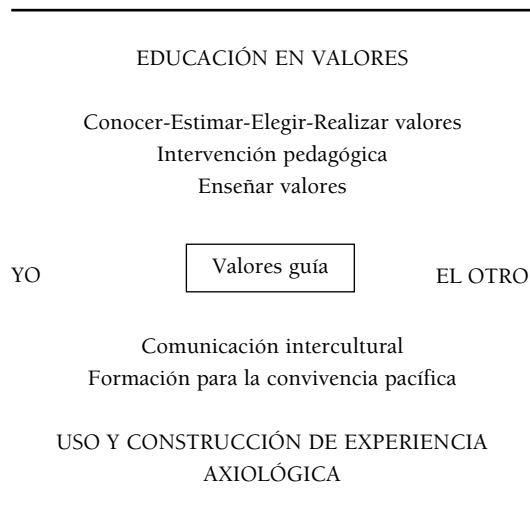 EDUCACIÓN EN VALORES
Conocer-Estimar-Elegir-Realizar valores
Intervención pedagógica
Enseñar valores
YO
Valores guía
EL OTRO
Comunicación intercultural
Formación para la convivencia pacífica
USO Y CONSTRUCCIÓN DE EXPERIENCIA
AXIOLÓGICA